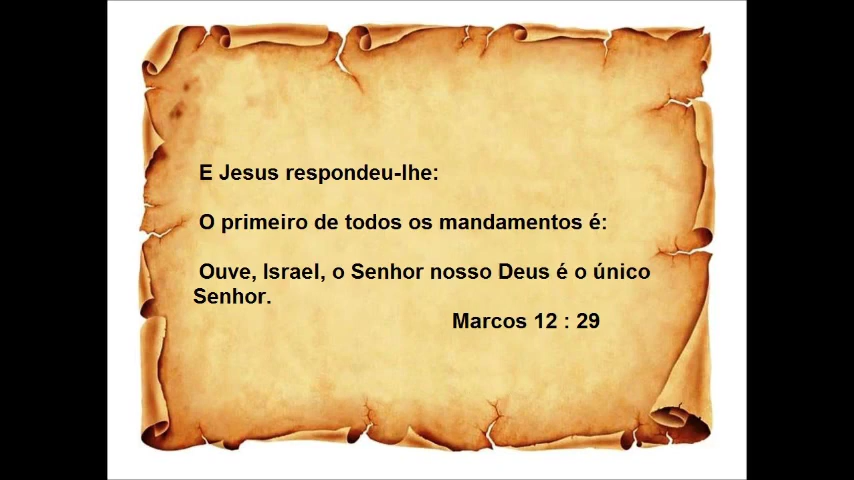 E Jesus respondeu-lhe:
O primeiro de todos os mandamentos é:
Ouve, Israel, o Senhor nosso Deus é o único
Senhor.
Marcos 12 : 29